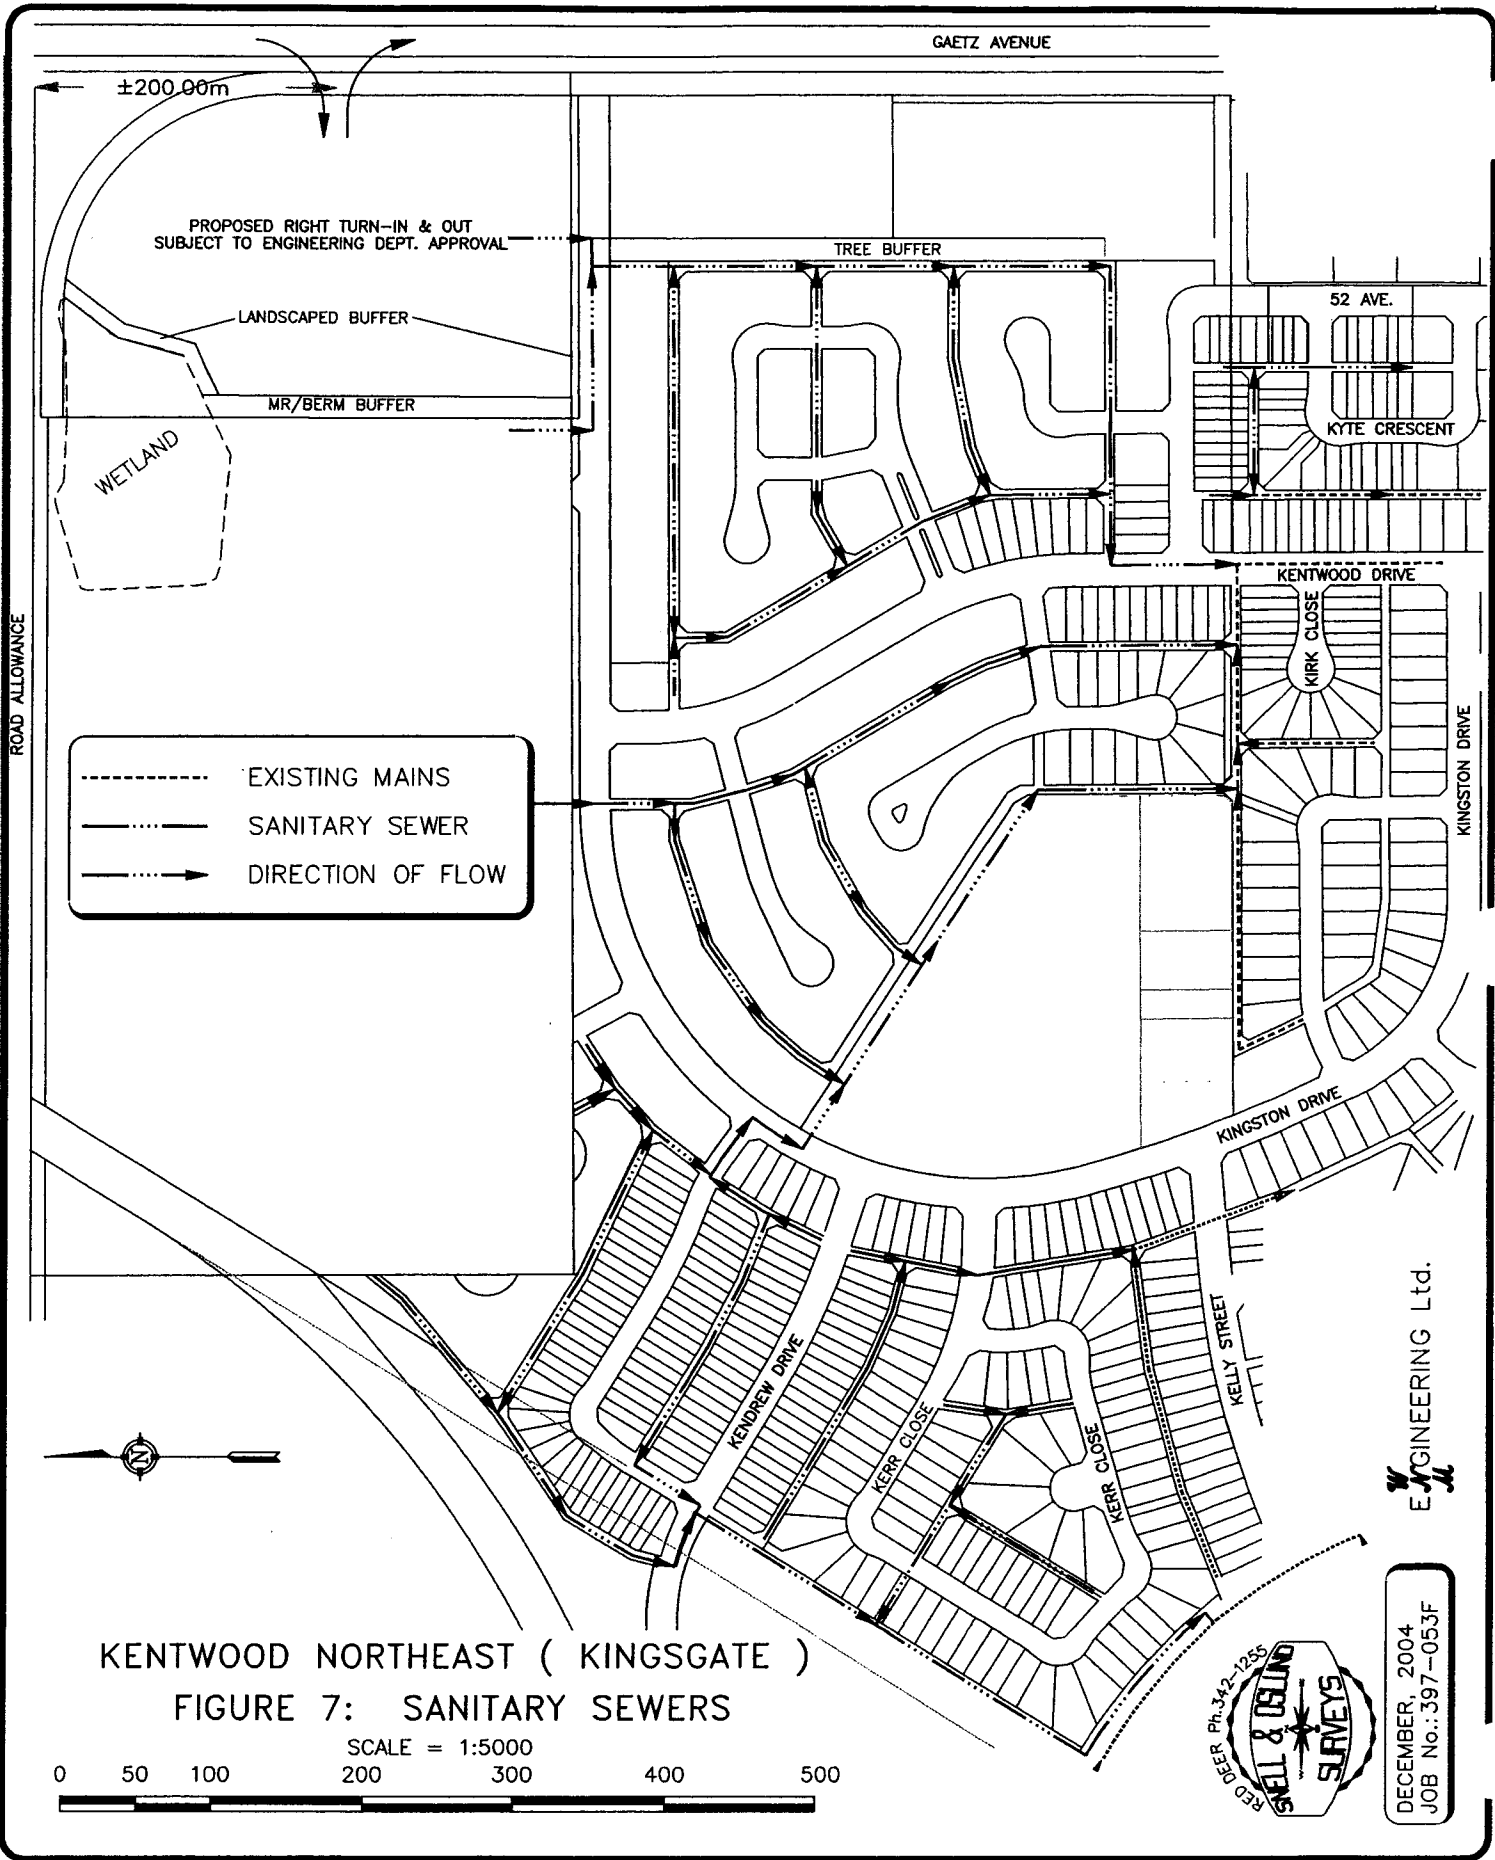 GAETZ AVENUE
±200.00m
PROPOSED RIGHT TURN-IN & OUT
SUBJECT TO ENGINEERING DEPT. APPROVAL
TREE BUFFER
LANDSCAPED BUFFER
52 AVE.
MR/BERM BUFFER
KYTE CRESCENT
WETLAND
KENTWOOD DRIVE
KIRK CLOSE
ROAD ALLOWANCE
KINGSTON DRIVE
EXISTING MAINS
SANITARY SEWER
DIRECTION OF FLOW
KINGSTON DRIVE
KELLY STREET
KENDREW DRIVE
KERR CLOSE
KERR CLOSE
N
ENGINEERING Ltd.
KENTWOOD NORTHEAST ( KINGSGATE )
FIGURE 7: SANITARY SEWERS
SCALE = 1:5000
0 50 100 200 300 400 500
RED DEER Ph.342-1255
SNELL & OSLUND
SURVEYS
DECEMBER, 2004
JOB No.: 397-053F